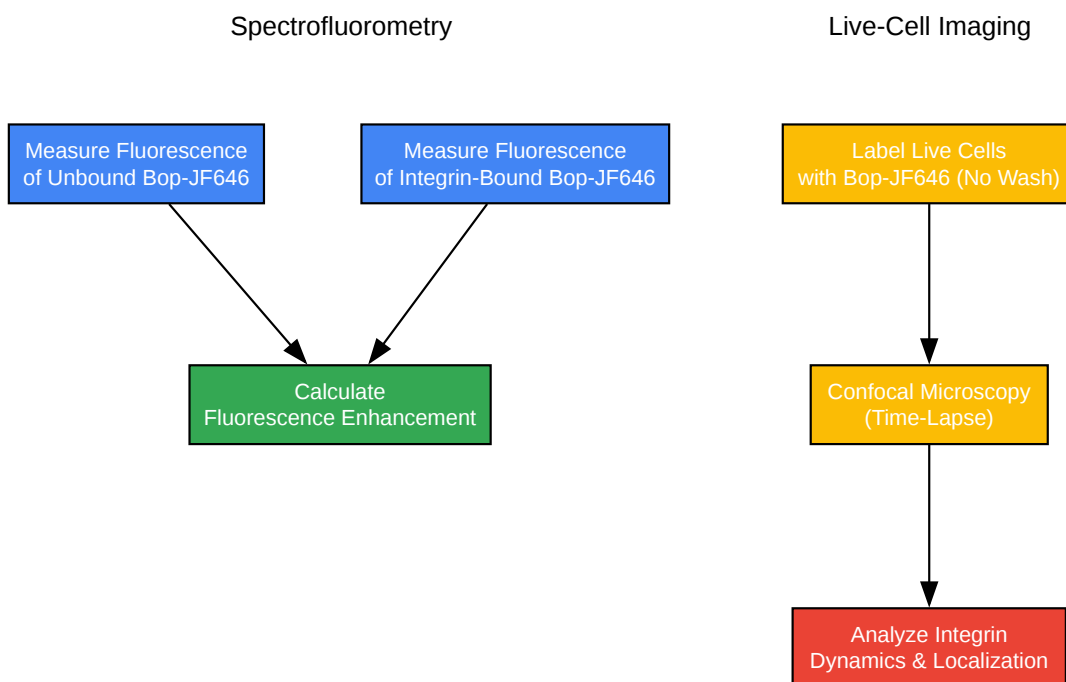 Spectrofluorometry
Live-Cell Imaging
Measure Fluorescence
of Unbound Bop-JF646
Measure Fluorescence
of Integrin-Bound Bop-JF646
Label Live Cells
with Bop-JF646 (No Wash)
Calculate
Fluorescence Enhancement
Confocal Microscopy
(Time-Lapse)
Analyze Integrin
Dynamics & Localization